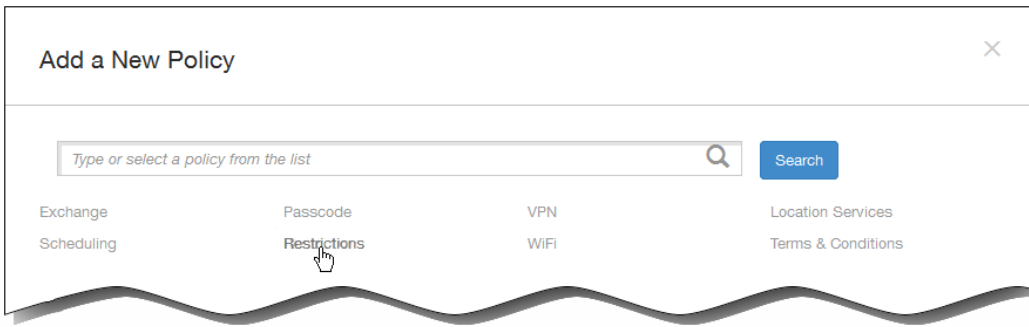 Add a New Policy
Type or select a policy from the list
Search
Exchange Passcode VPN Location Services
Scheduling Restrictions WiFi Terms & Conditions